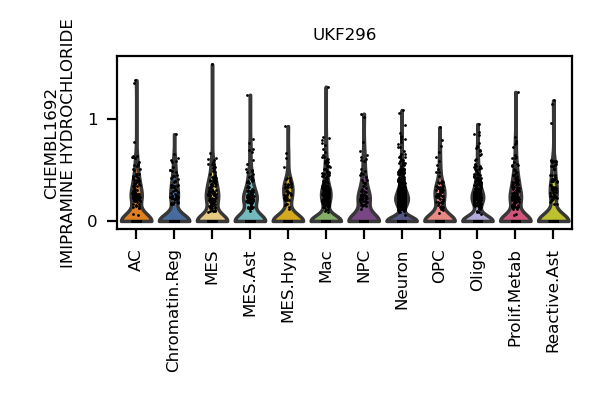 UKF296
CHEMBL1692
IMIPRAMINE HYDROCHLORIDE
1
0
AC
Chromatin.Reg
MES
MES.Ast
MES.Hyp
Mac
NPC
Neuron
OPC
Oligo
Prolif.Metab
Reactive.Ast